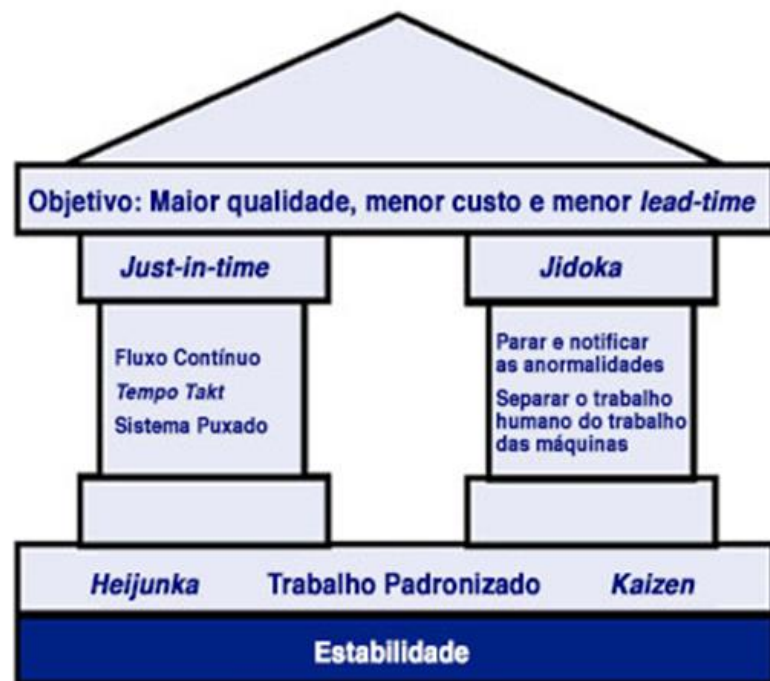 Objetivo: Maior qualidade, menor custo e menor lead-time
Just-in-time
Fluxo Contínuo
Tempo Takt
Sistema Puxado
Jidoka
Parar e notificar
as anormalidades
Separar o trabalho
humano do trabalho
das máquinas
Heijunka Trabalho Padronizado Kaizen
Estabilidade